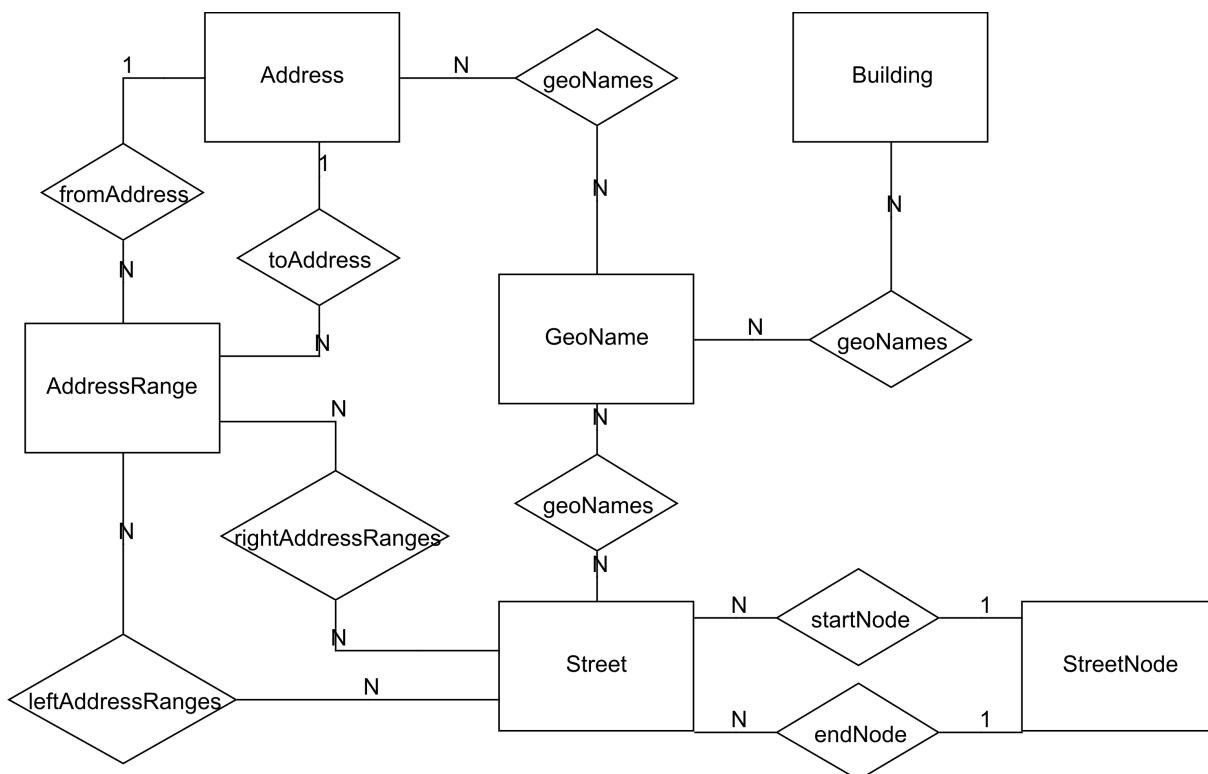 Address
geoNames
Building
1
N
1
fromAddress
N
N
toAddress
N
N
GeoName
N
geoNames
AddressRange
N
N
geoNames
N
rightAddressRanges
N
N
N
startNode
1
Street
StreetNode
leftAddressRanges
N
N
endNode
1